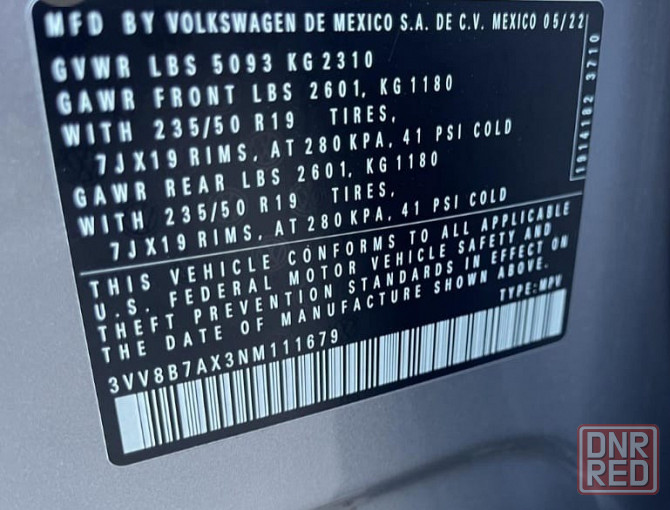 MFD BY VOLKSWAGEN DE MEXICO S.A. DE C.V. MEXICO 05/22
GVWR LBS 5093 KG 2310
GAWR FRONT LBS 2601, KG 1180
WITH 235/50 R19 TIRES,
7JX19 RIMS, AT 280 KPA, 41 PSI COLD
GAWR REAR LBS 2601, KG 1180
WITH 235/50 R19 TIRES,
7JX19 RIMS, AT 280 KPA, 41 PSI COLD
1814182 3710
THIS VEHICLE CONFORMS TO ALL APPLICABLE
U.S. FEDERAL MOTOR VEHICLE SAFETY AND
THEFT PREVENTION STANDARDS IN EFFECT ON
THE DATE OF MANUFACTURE SHOWN ABOVE.
TYPE: MPV
3VV8B7AX3NM111679
DNR
RED